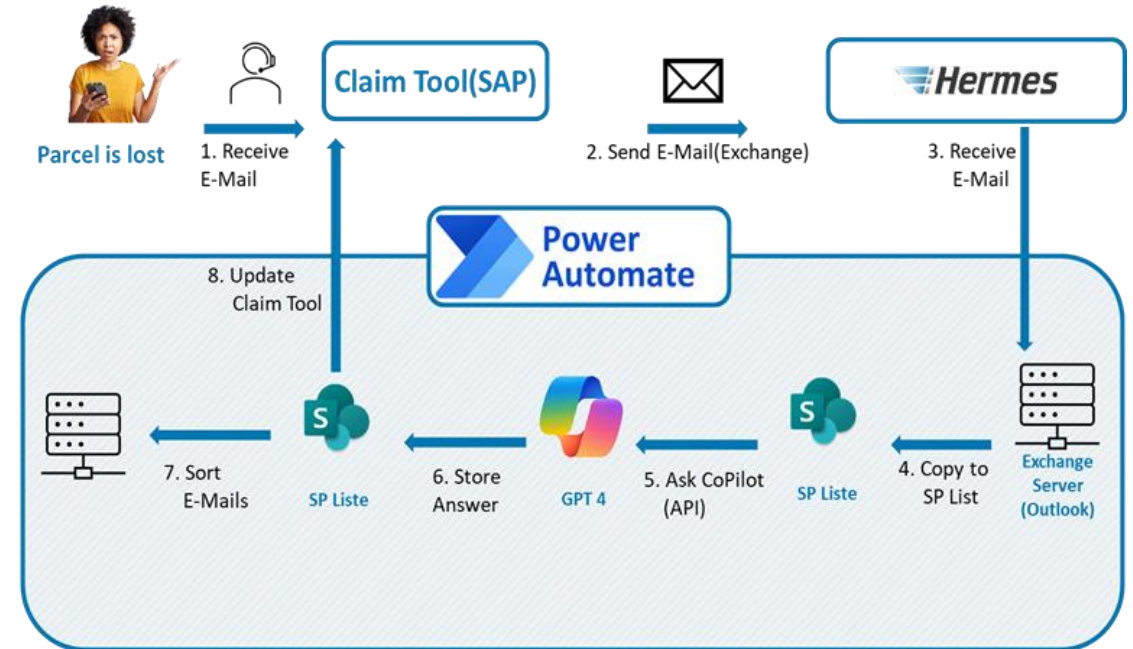 Claim Tool(SAP)
Hermes
Parcel is lost
1. Receive
E-Mail
2. Send E-Mail(Exchange)
3. Receive
E-Mail
Power
Automate
8. Update
Claim Tool
S
S
7. Sort
E-Mails
SP Liste
6. Store
Answer
GPT 4
5. Ask CoPilot
(API)
SP Liste
4. Copy to
SP List
Exchange
Server
(Outlook)